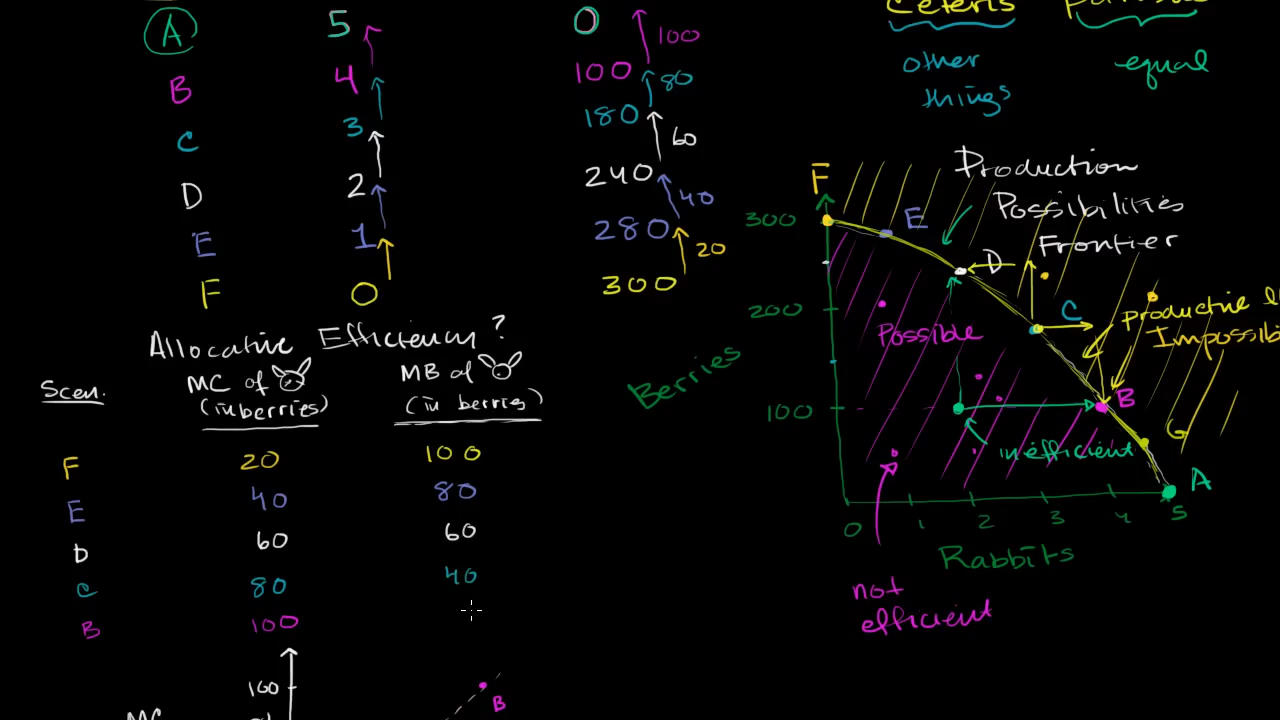 Ceteris
A 5 0
100
B 4 100
80
other equal
things
C 3 180
60
D 2 240
40
E 1 280
20
F 0 300
Production
Possibilities
Frontier
F
300
E
D
C
200
Possible
Productive
Impossib
Berries
100
B
G
inefficient
A
0 1 2 3 4 5
Rabbits
not
efficient
Allocative Efficiency?
Scen. MC of MB of
(in berries) (in berries)
F 20 100
E 40 80
D 60 60
C 80 40
B 100
100
B
MC